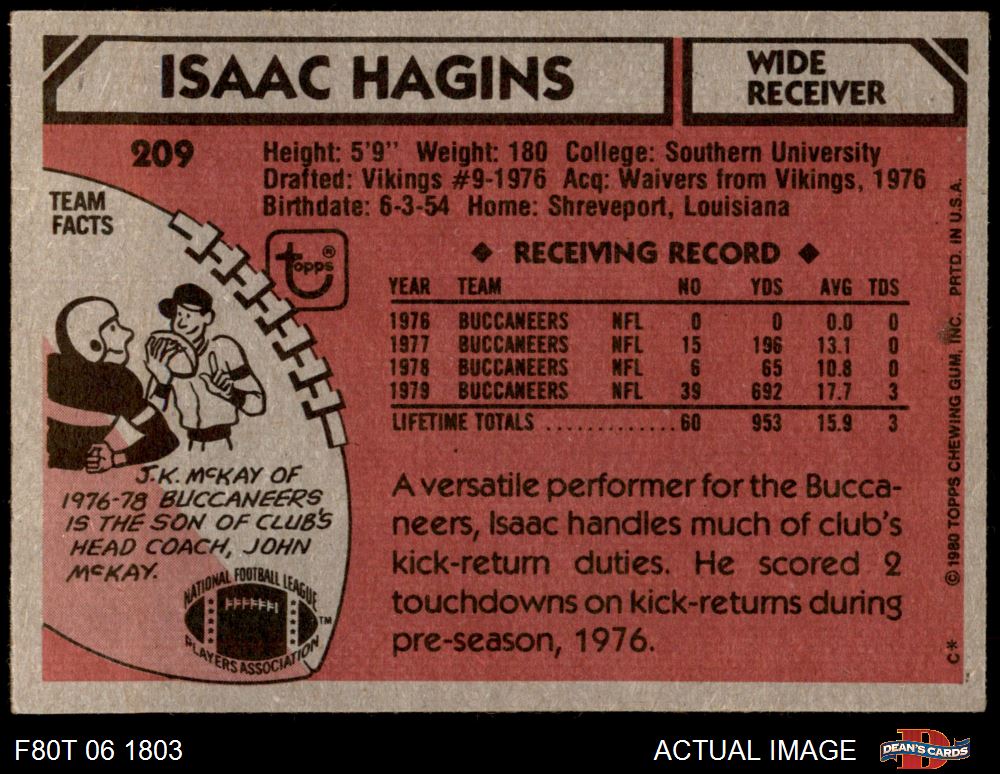 ISAAC HAGINS
WIDE
RECEIVER
209
Height: 5'9" Weight: 180 College: Southern University
Drafted: Vikings #9-1976 Acq: Waivers from Vikings, 1976
Birthdate: 6-3-54 Home: Shreveport, Louisiana
TEAM
FACTS
topps®
◆ RECEIVING RECORD ◆
YEAR TEAM NO YDS AVG TDS
1976 BUCCANEERS NFL 0 0 0.0 0
1977 BUCCANEERS NFL 15 196 13.1 0
1978 BUCCANEERS NFL 6 65 10.8 0
1979 BUCCANEERS NFL 39 692 17.7 3
LIFETIME TOTALS ............. 60 953 15.9 3
J.K. McKAY OF
1976-78 BUCCANEERS
IS THE SON OF CLUB'S
HEAD COACH, JOHN
McKAY.
NATIONAL FOOTBALL LEAGUE
PLAYERS ASSOCIATION
TM
A versatile performer for the Bucca-
neers, Isaac handles much of club's
kick-return duties. He scored 2
touchdowns on kick-returns during
pre-season, 1976.
C* © 1980 TOPPS CHEWING GUM, INC. PRTD. IN U.S.A.
F80T 06 1803
ACTUAL IMAGE
DEAN'S CARDS